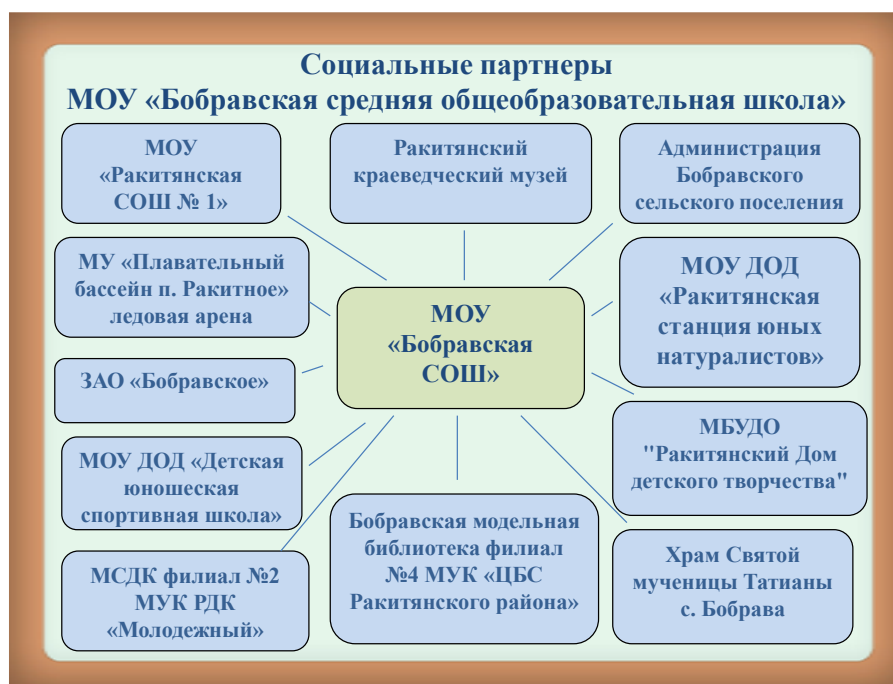 Социальные партнеры
МОУ «Бобравская средняя общеобразовательная школа»
МОУ
«Ракитянская
СОШ № 1»
Ракитянский
краеведческий музей
Администрация
Бобравского
сельского поселения
МУ «Плавательный
бассейн п. Ракитное»
ледовая арена
МОУ ДОД
«Ракитянская
станция юных
натуралистов»
МОУ
«Бобравская
СОШ»
ЗАО «Бобравское»
МБУДО
"Ракитянский Дом
детского творчества"
МОУ ДОД «Детская
юношеская
спортивная школа»
Бобравская модельная
библиотека филиал
№4 МУК «ЦБС
Ракитянского района»
Храм Святой
мученицы Татианы
с. Бобрава
МСДК филиал №2
МУК РДК
«Молодежный»